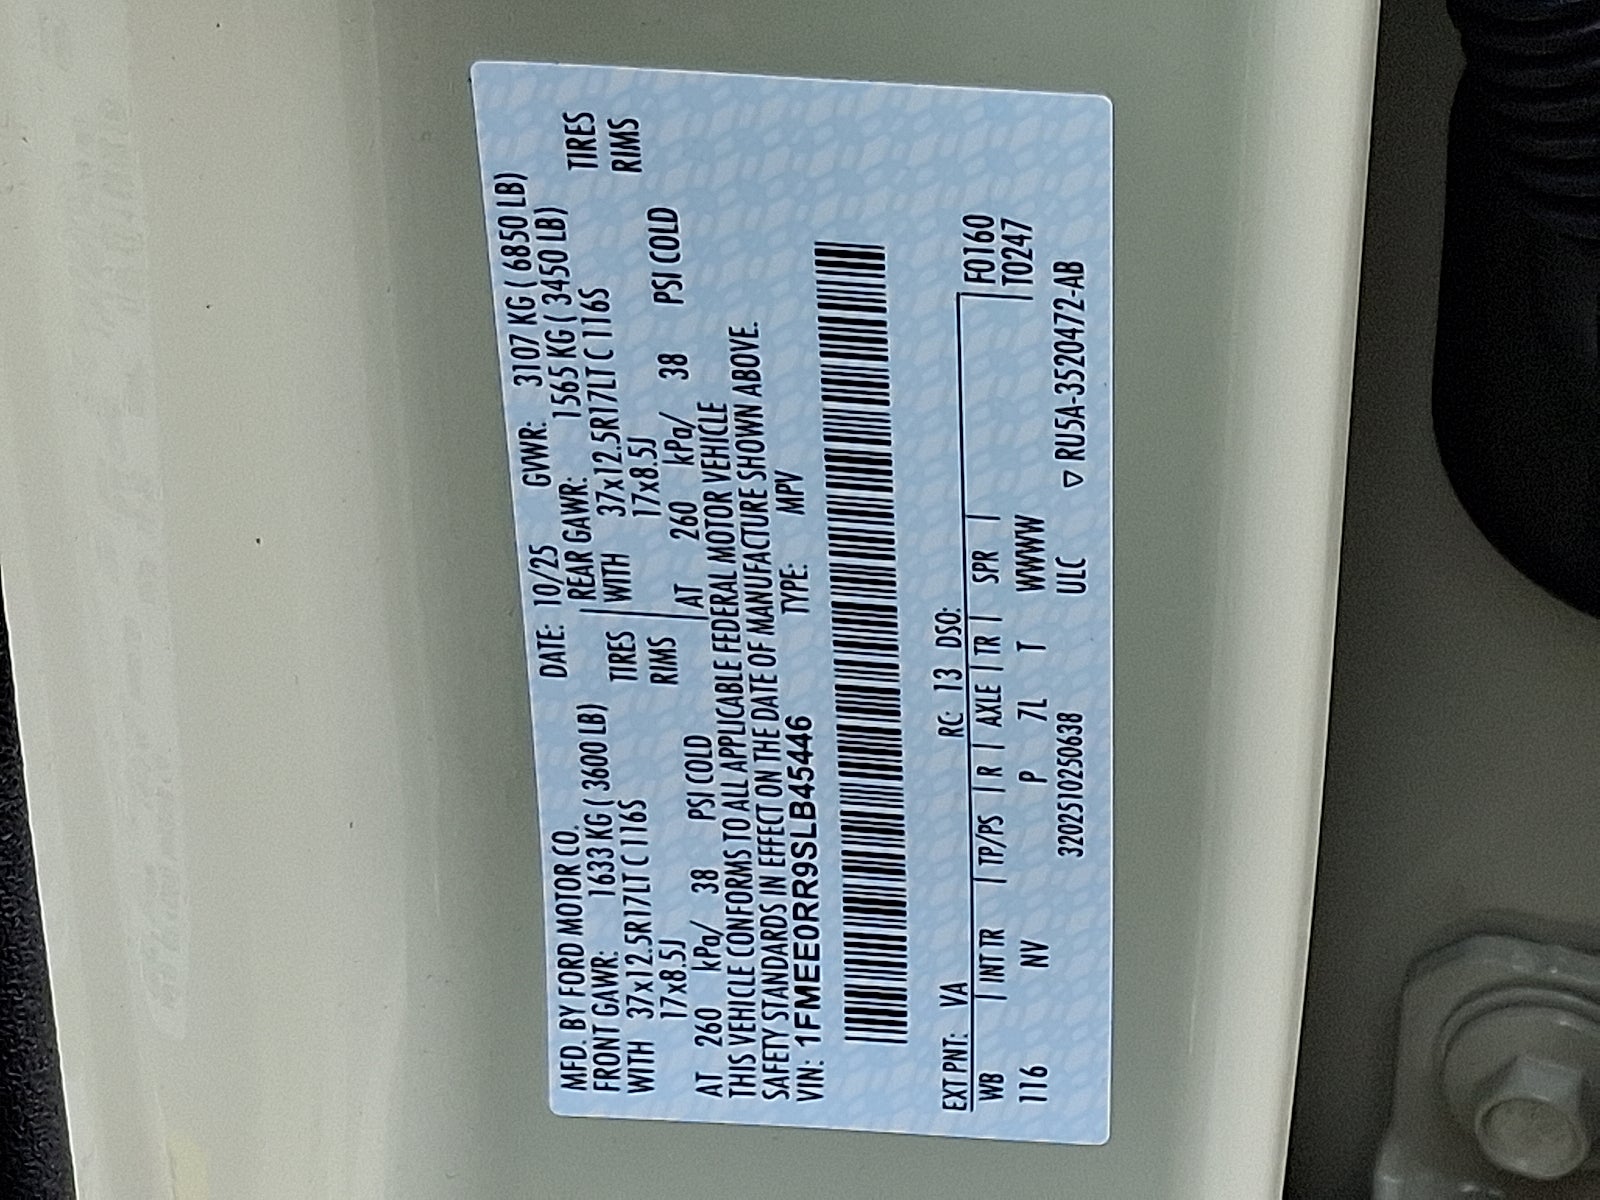 MFD. BY FORD MOTOR CO. DATE: 10/25 GVWR: 3107 KG ( 6850 LB)
FRONT GAWR: 1633 KG ( 3600 LB) REAR GAWR: 1565 KG ( 3450 LB)
WITH 37x12.5R17LT C 116S TIRES WITH 37x12.5R17LT C 116S TIRES
17x8.5J RIMS 17x8.5J RIMS
AT 260 kPa/ 38 PSI COLD AT 260 kPa/ 38 PSI COLD
THIS VEHICLE CONFORMS TO ALL APPLICABLE FEDERAL MOTOR VEHICLE
SAFETY STANDARDS IN EFFECT ON THE DATE OF MANUFACTURE SHOWN ABOVE.
VIN: 1FMEE0RR9SLB45446 TYPE: MPV
EXT PNT: VA RC: 13 DSO: F0160
WB | INT TR | TP/PS | R | AXLE | TR | SPR | T0247
116 NV P 7L T WWWW
3202510250638 ULC ▽ RU5A-3520472-AB